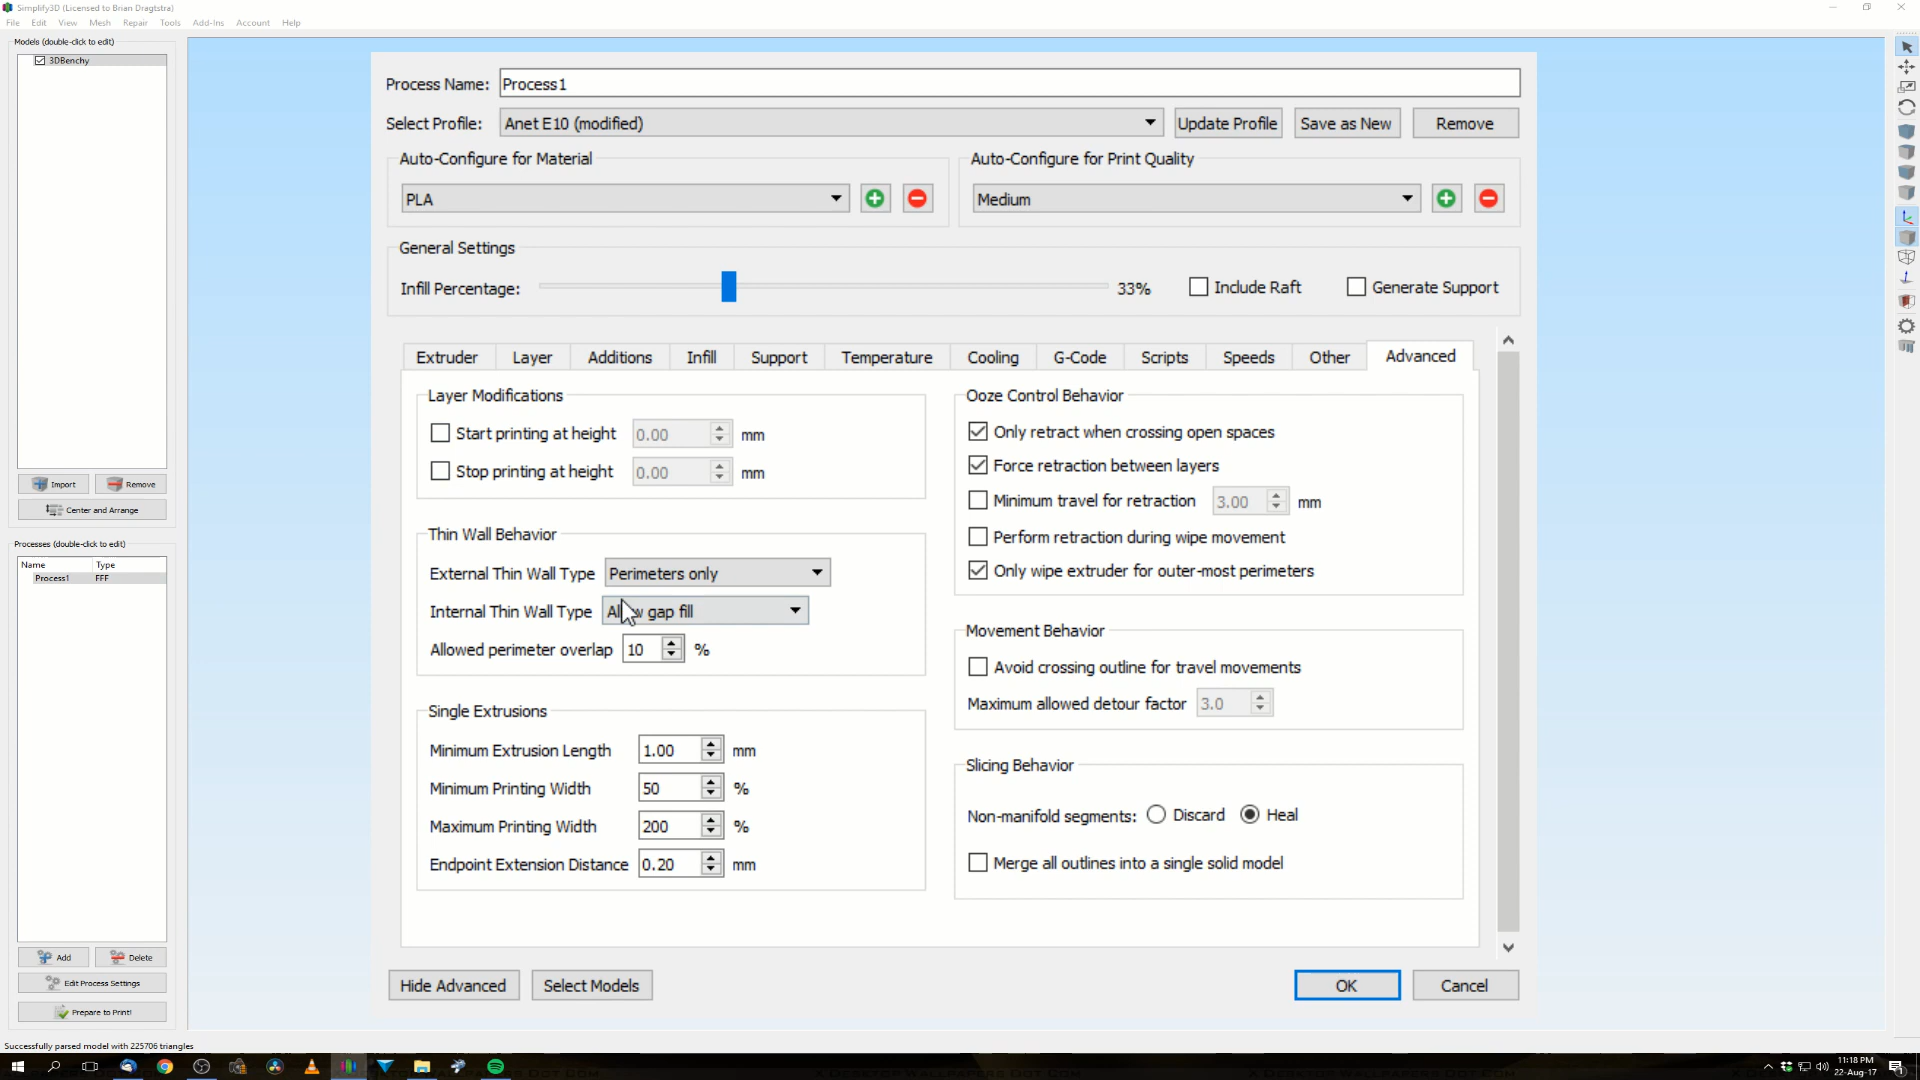 Simplify3D (Licensed to Brian Dragtstra)
File Edit View Mesh Repair Tools Add-Ins Account Help
Models (double-click to edit)
3DBenchy
Import Remove
Center and Arrange
Processes (double-click to edit)
Name Type
Process1 FFF
Add Delete
Edit Process Settings
Prepare to Print!
Successfully parsed model with 225706 triangles
Process Name: Process1
Select Profile: Anet E10 (modified) Update Profile Save as New Remove
Auto-Configure for Material
PLA
Auto-Configure for Print Quality
Medium
General Settings
Infill Percentage: 33% Include Raft Generate Support
Extruder Layer Additions Infill Support Temperature Cooling G-Code Scripts Speeds Other Advanced
Layer Modifications
Start printing at height 0.00 mm
Stop printing at height 0.00 mm
Thin Wall Behavior
External Thin Wall Type Perimeters only
Internal Thin Wall Type Allow gap fill
Allowed perimeter overlap 10 %
Single Extrusions
Minimum Extrusion Length 1.00 mm
Minimum Printing Width 50 %
Maximum Printing Width 200 %
Endpoint Extension Distance 0.20 mm
Ooze Control Behavior
Only retract when crossing open spaces
Force retraction between layers
Minimum travel for retraction 3.00 mm
Perform retraction during wipe movement
Only wipe extruder for outer-most perimeters
Movement Behavior
Avoid crossing outline for travel movements
Maximum allowed detour factor 3.0
Slicing Behavior
Non-manifold segments: Discard Heal
Merge all outlines into a single solid model
Hide Advanced Select Models OK Cancel
11:18 PM
22-Aug-17